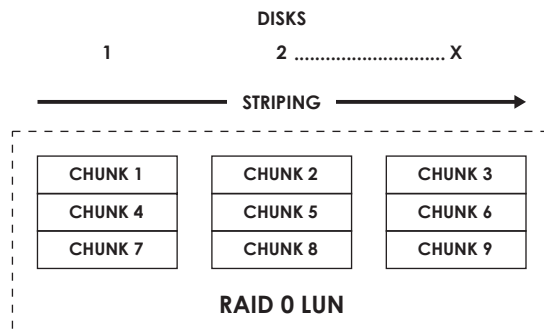 DISKS
1 2 ............................. X
STRIPING
CHUNK 1 CHUNK 2 CHUNK 3
CHUNK 4 CHUNK 5 CHUNK 6
CHUNK 7 CHUNK 8 CHUNK 9
RAID 0 LUN